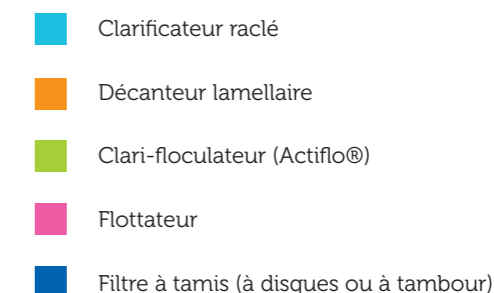 Clarificateur raclé
Décanteur lamellaire
Clari-floculateur (Actiflo®)
Flottateur
Filtre à tamis (à disques ou à tambour)